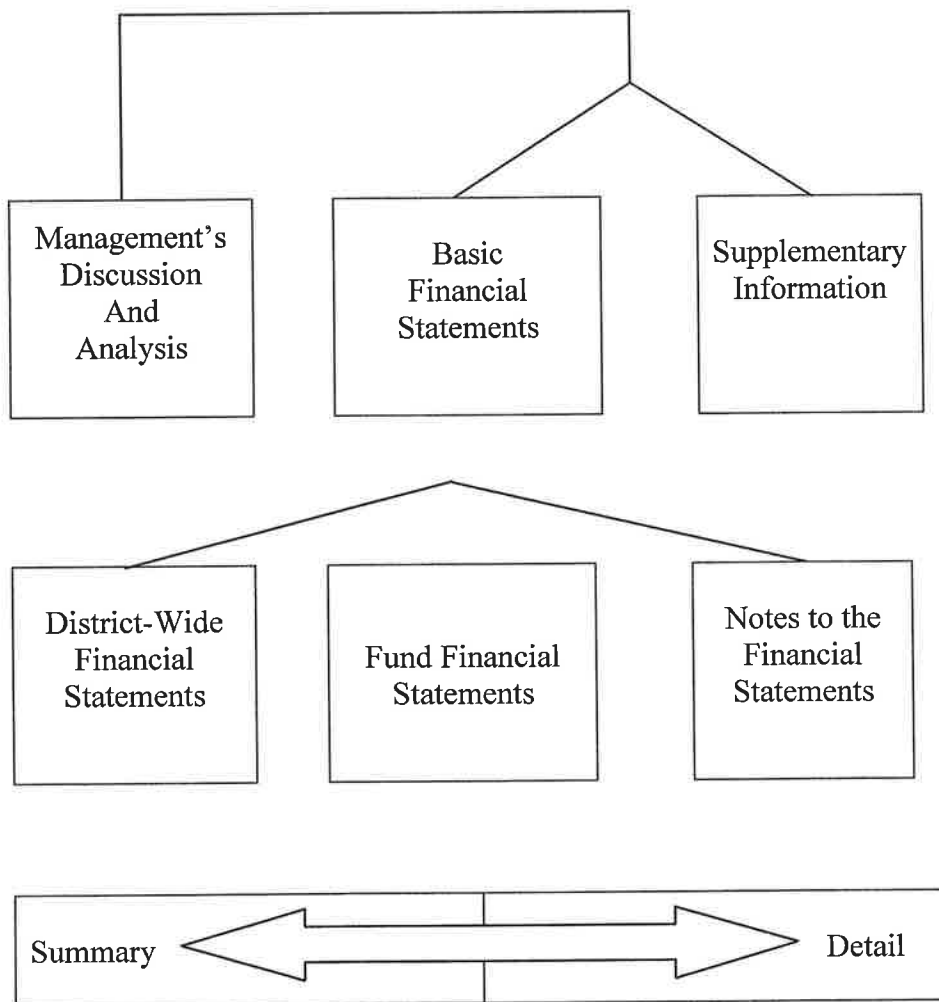 Management’s
Discussion
And
Analysis
Basic
Financial
Statements
Supplementary
Information
District-Wide
Financial
Statements
Fund Financial
Statements
Notes to the
Financial
Statements
Summary
Detail